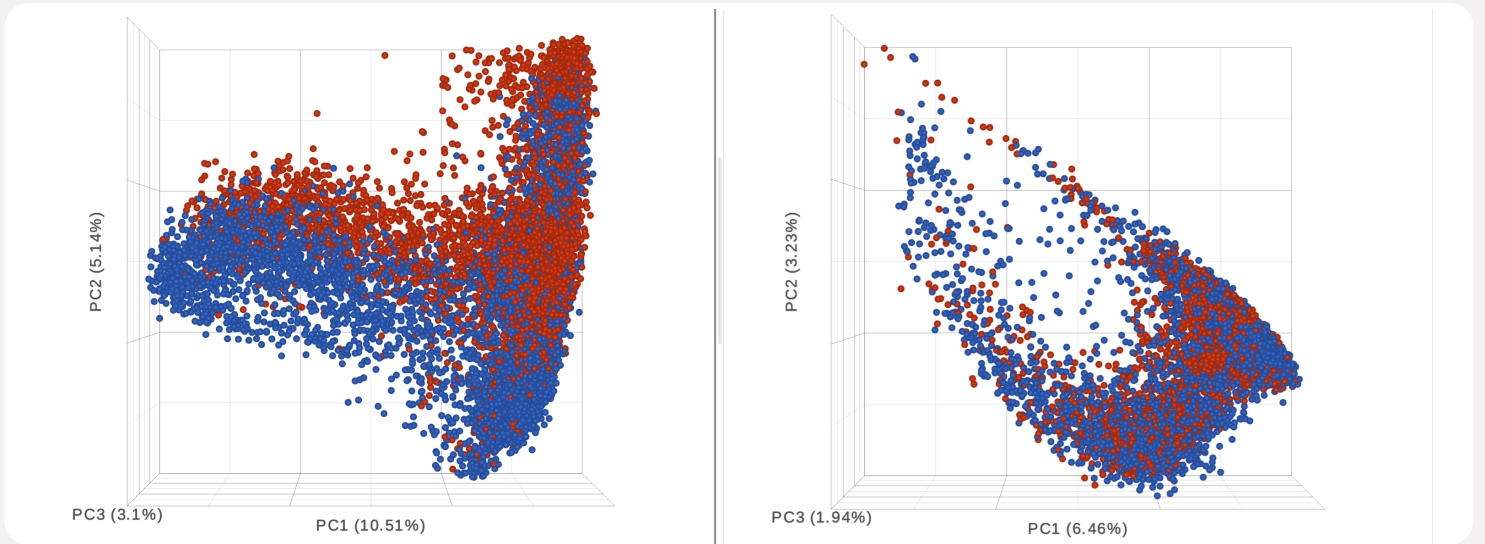 PC2 (5.14%)
PC3 (3.1%)
PC1 (10.51%)
PC2 (3.23%)
PC3 (1.94%)
PC1 (6.46%)